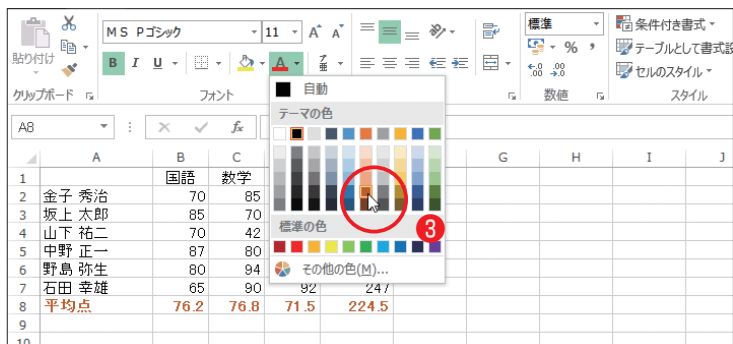 MS Pゴシック 11 A A 標準 条件付き書式
貼り付け B I U A % , テーブルとして書式設
.00 .0 .00 セルのスタイル
クリップボード フォント 数値 スタイル
自動
テーマの色
A8 fx
A B C G H I J
1 国語 数学
2 金子 秀治 70 85
3 坂上 太郎 85 70
標準の色 3
4 山下 祐二 70 42
5 中野 正一 87 80
6 野島 弥生 80 94
その他の色(M)...
7 石田 幸雄 65 90 92 247
8 平均点 76.2 76.8 71.5 224.5
9
10